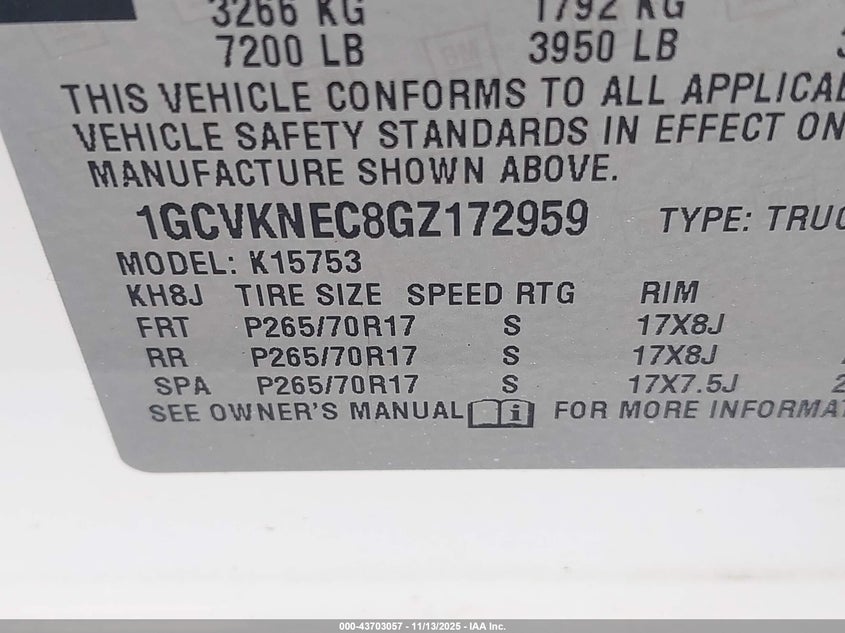 3266 KG 1792 KG
7200 LB 3950 LB
THIS VEHICLE CONFORMS TO ALL
VEHICLE SAFETY STANDARDS IN EFFECT ON
MANUFACTURE SHOWN ABOVE.
1GCVKNEC8GZ172959 TYPE:
MODEL: K15753
KH8J TIRE SIZE SPEED RTG RIM
FRT P265/70R17 S 17X8J
RR P265/70R17 S 17X8J
SPA P265/70R17 S 17X7.5J
SEE OWNER'S MANUAL FOR MORE
000-43703057 - 11/13/2025 - IAA Inc.